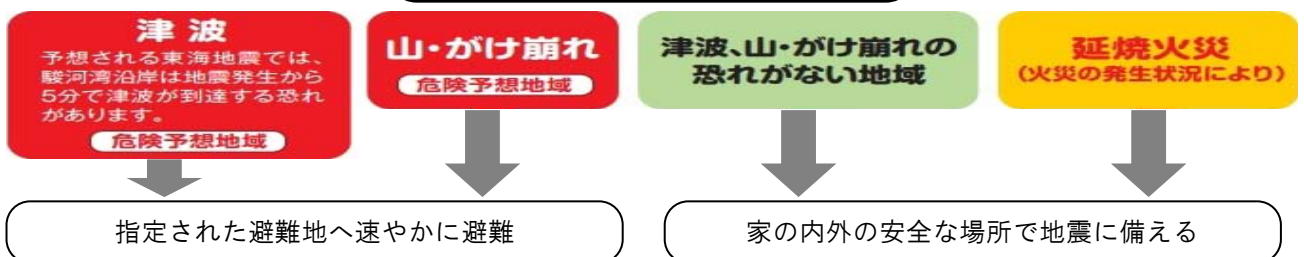 津波
予想される東海地震では、
駿河湾沿岸は地震発生から
5分で津波が到達する恐れ
があります。
危険予想地域
山・がけ崩れ
危険予想地域
津波、山・がけ崩れの
恐れがない地域
延焼火災
(火災の発生状況により)
指定された避難地へ速やかに避難
家の内外の安全な場所で地震に備える